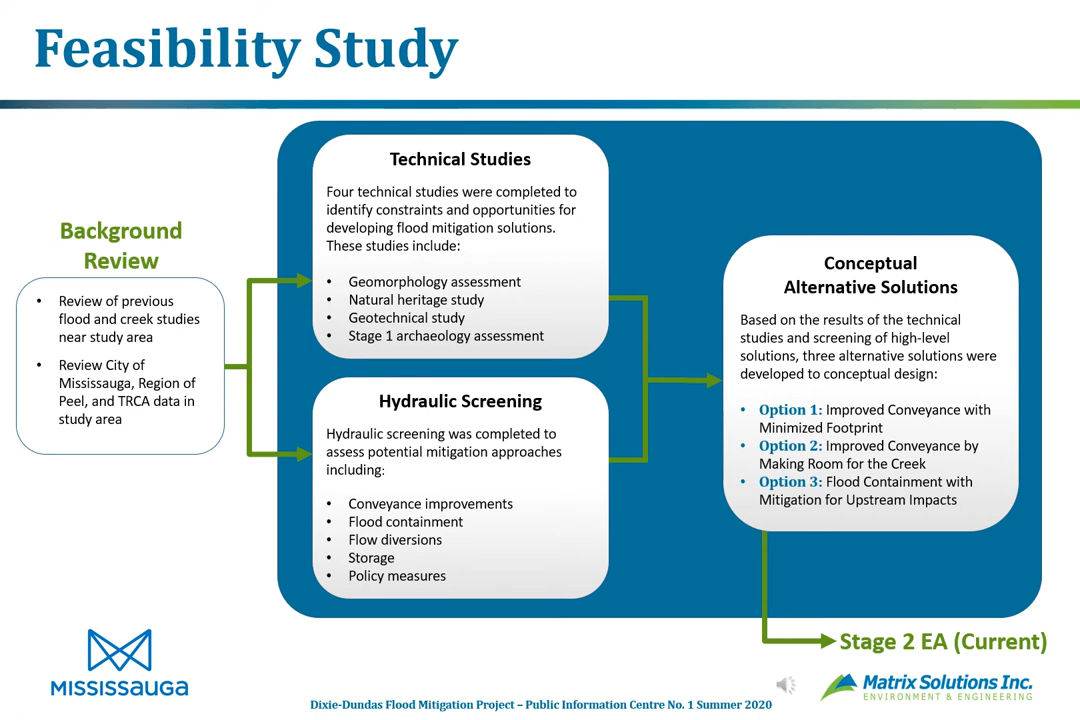 Feasibility Study
Background
Review
• Review of previous
flood and creek studies
near study area
• Review City of
Mississauga, Region of
Peel, and TRCA data in
study area
Technical Studies
Four technical studies were completed to
identify constraints and opportunities for
developing flood mitigation solutions.
These studies include:
• Geomorphology assessment
• Natural heritage study
• Geotechnical study
• Stage 1 archaeology assessment
Hydraulic Screening
Hydraulic screening was completed to
assess potential mitigation approaches
including:
• Conveyance improvements
• Flood containment
• Flow diversions
• Storage
• Policy measures
Conceptual
Alternative Solutions
Based on the results of the technical
studies and screening of high-level
solutions, three alternative solutions were
developed to conceptual design:
• Option 1: Improved Conveyance with
Minimized Footprint
• Option 2: Improved Conveyance by
Making Room for the Creek
• Option 3: Flood Containment with
Mitigation for Upstream Impacts
Stage 2 EA (Current)
MISSISSAUGA
Matrix Solutions Inc.
ENVIRONMENT & ENGINEERING
Dixie-Dundas Flood Mitigation Project – Public Information Centre No. 1 Summer 2020